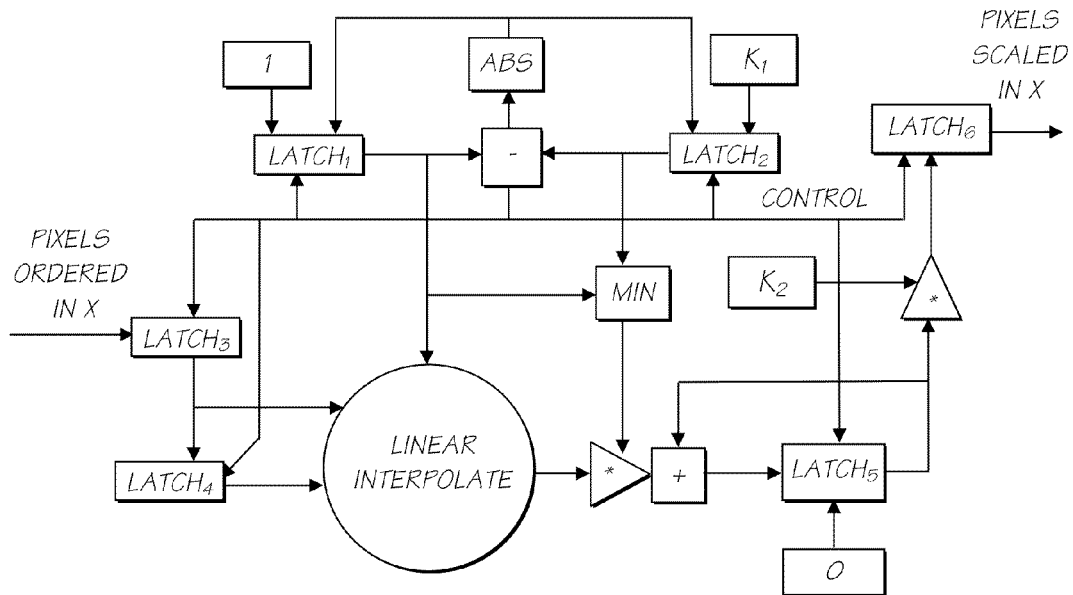 PIXELS
SCALED
IN X
1
ABS
K₁
LATCH₁
-
LATCH₂
LATCH₆
CONTROL
PIXELS
ORDERED
IN X
K₂
*
MIN
LATCH₃
LINEAR
INTERPOLATE
LATCH₄
*
+
LATCH₅
0